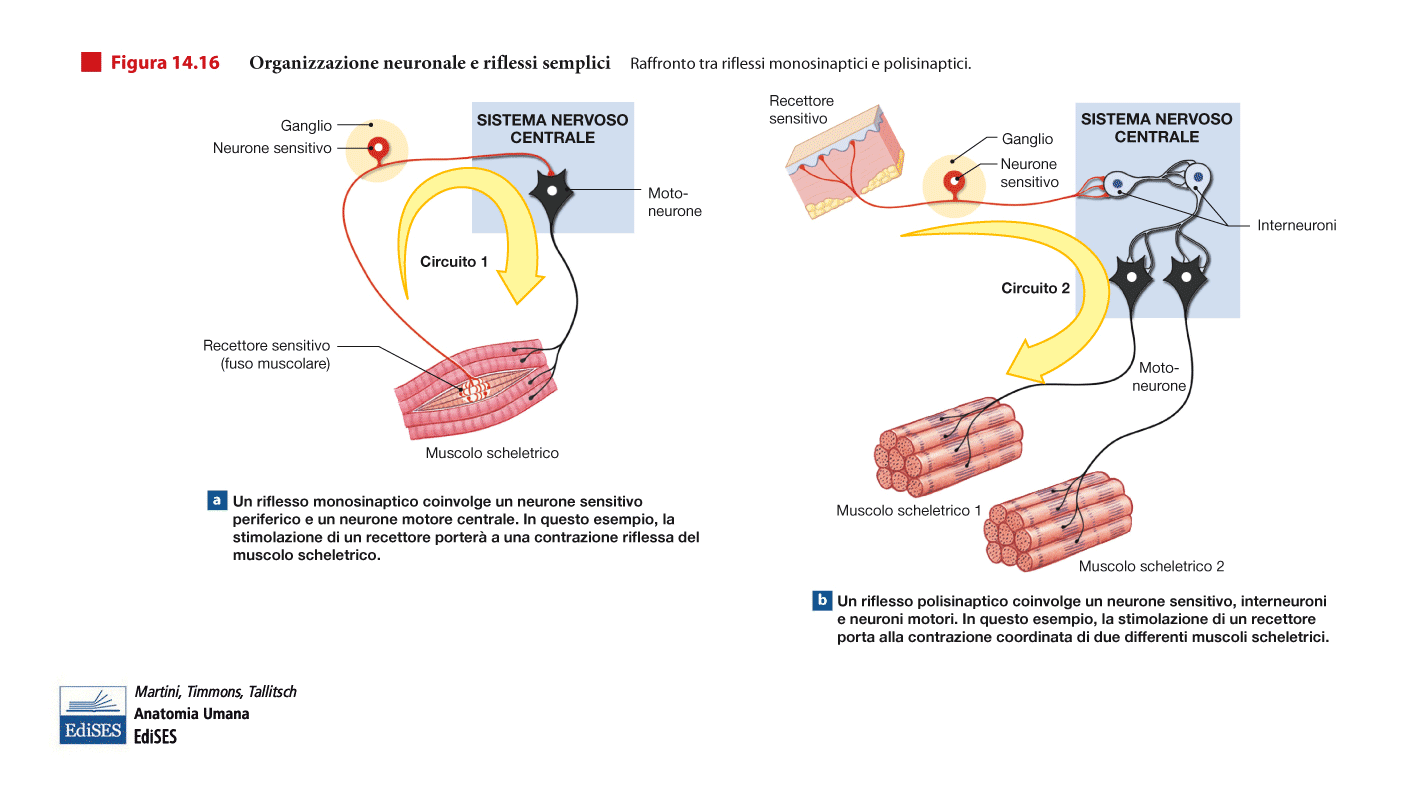 Figura 14.16 Organizzazione neuronale e riflessi semplici Raffronto tra riflessi monosinaptici e polisinaptici.
Ganglio
Neurone sensitivo
SISTEMA NERVOSO
CENTRALE
Moto-
neurone
Circuito 1
Recettore sensitivo
(fuso muscolare)
Muscolo scheletrico
a Un riflesso monosinaptico coinvolge un neurone sensitivo
periferico e un neurone motore centrale. In questo esempio, la
stimolazione di un recettore porterà a una contrazione riflessa del
muscolo scheletrico.
Recettore
sensitivo
Ganglio
Neurone
sensitivo
SISTEMA NERVOSO
CENTRALE
Interneuroni
Circuito 2
Moto-
neurone
Muscolo scheletrico 1
Muscolo scheletrico 2
b Un riflesso polisinaptico coinvolge un neurone sensitivo, interneuroni
e neuroni motori. In questo esempio, la stimolazione di un recettore
porta alla contrazione coordinata di due differenti muscoli scheletrici.
EdiSES
Martini, Timmons, Tallitsch
Anatomia Umana
EdiSES